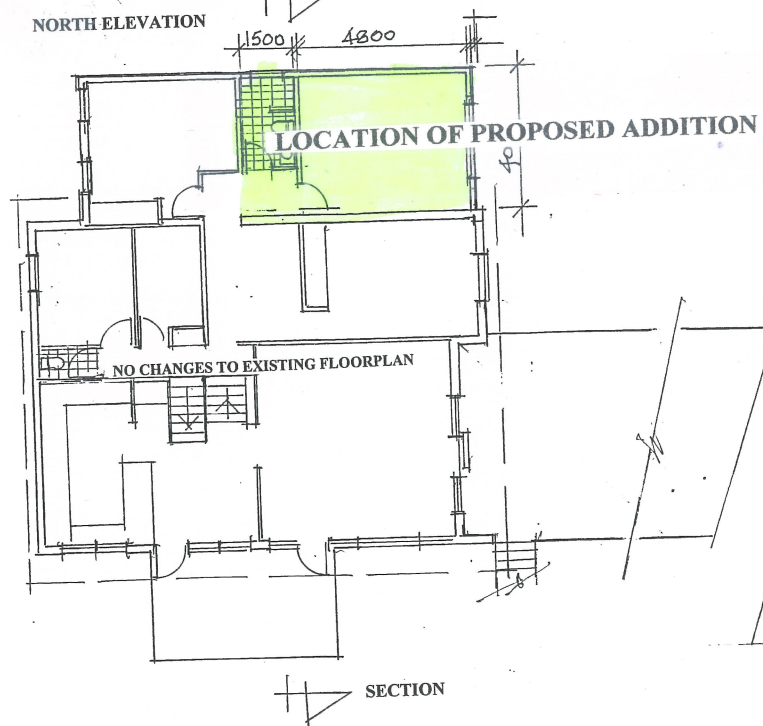 NORTH ELEVATION
1500 4800
LOCATION OF PROPOSED ADDITION
NO CHANGES TO EXISTING FLOORPLAN
SECTION